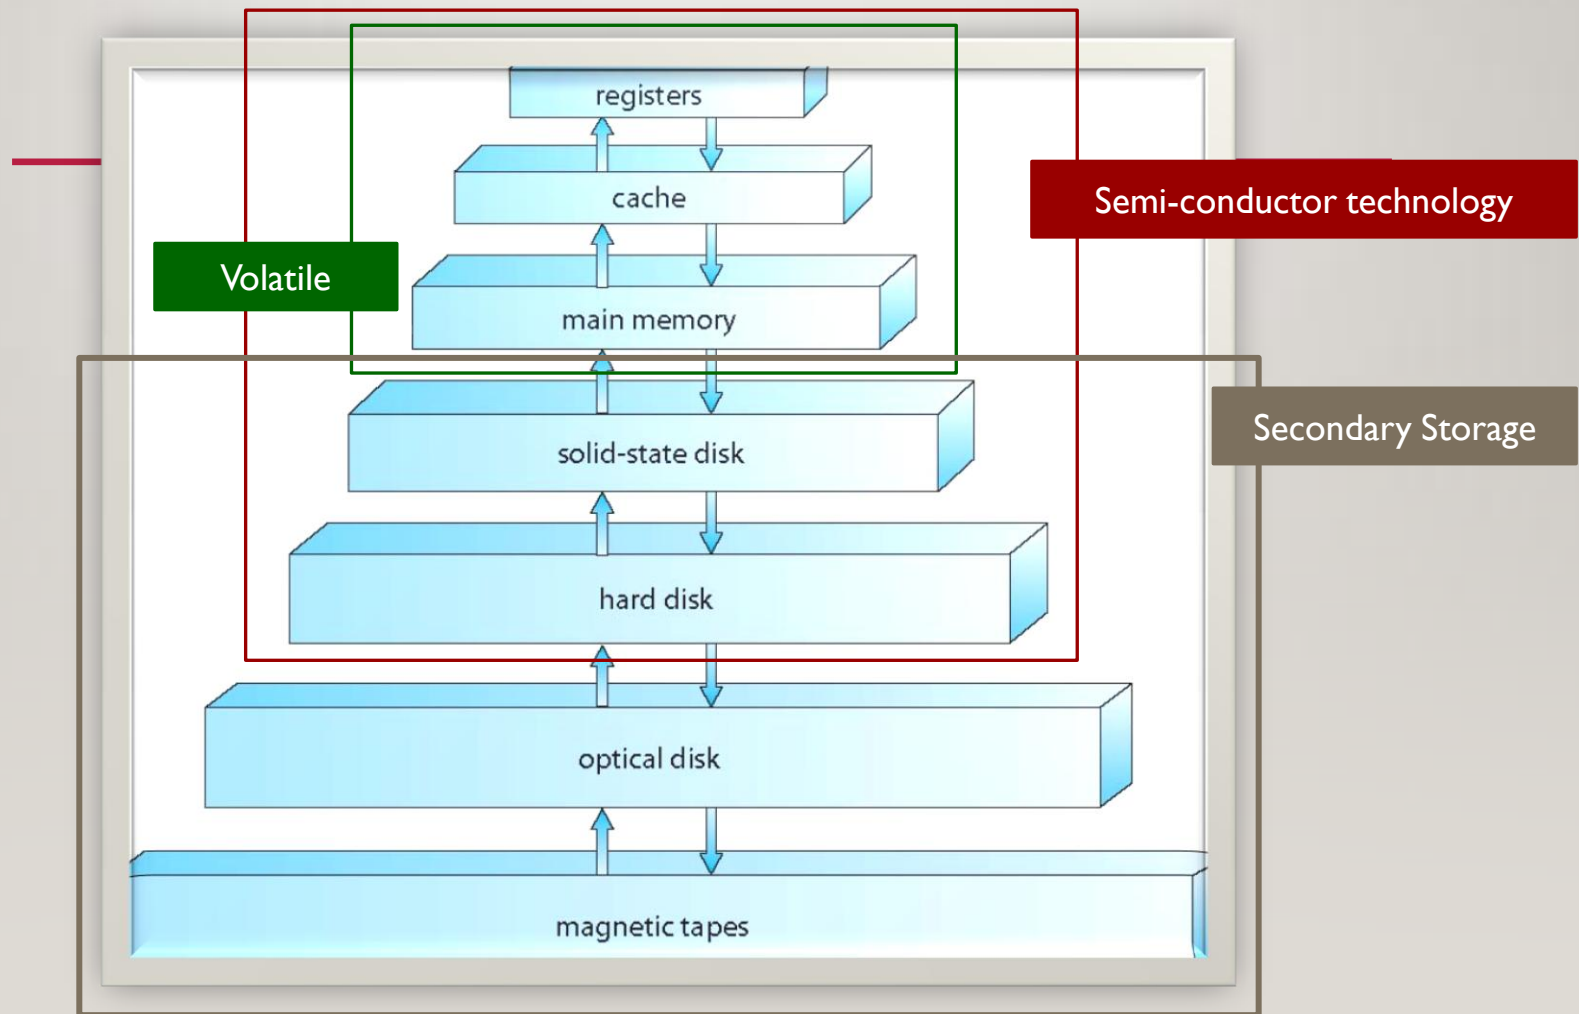 registers
cache
Semi-conductor technology
Volatile
main memory
Secondary Storage
solid-state disk
hard disk
optical disk
magnetic tapes